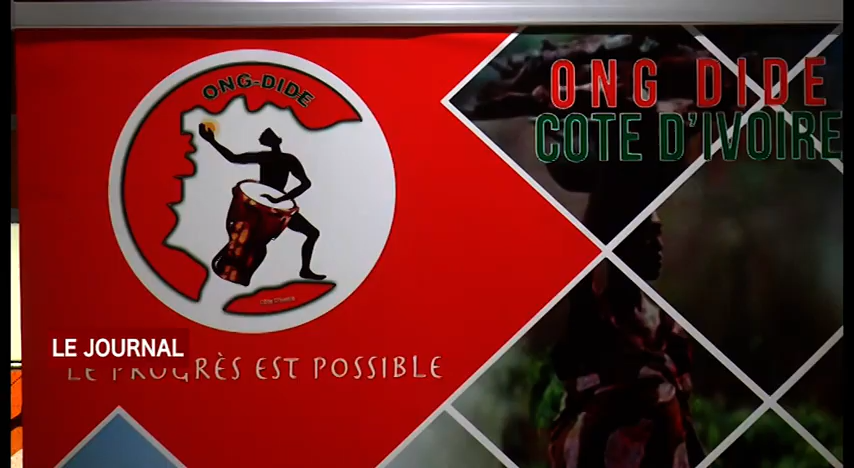 ONG-DIDE
ONG DIDE
COTE D'IVOIRE
LE JOURNAL
LE PROGRÈS EST POSSIBLE